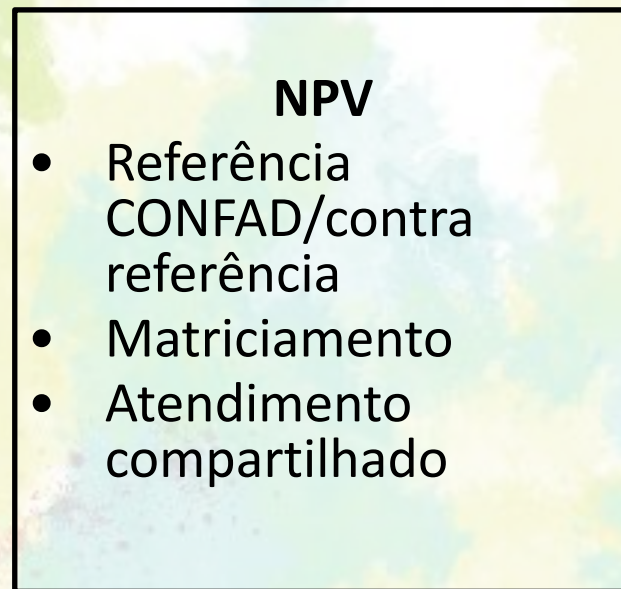 NPV
• Referência
CONFAD/contra
referência
• Matriciamento
• Atendimento
compartilhado